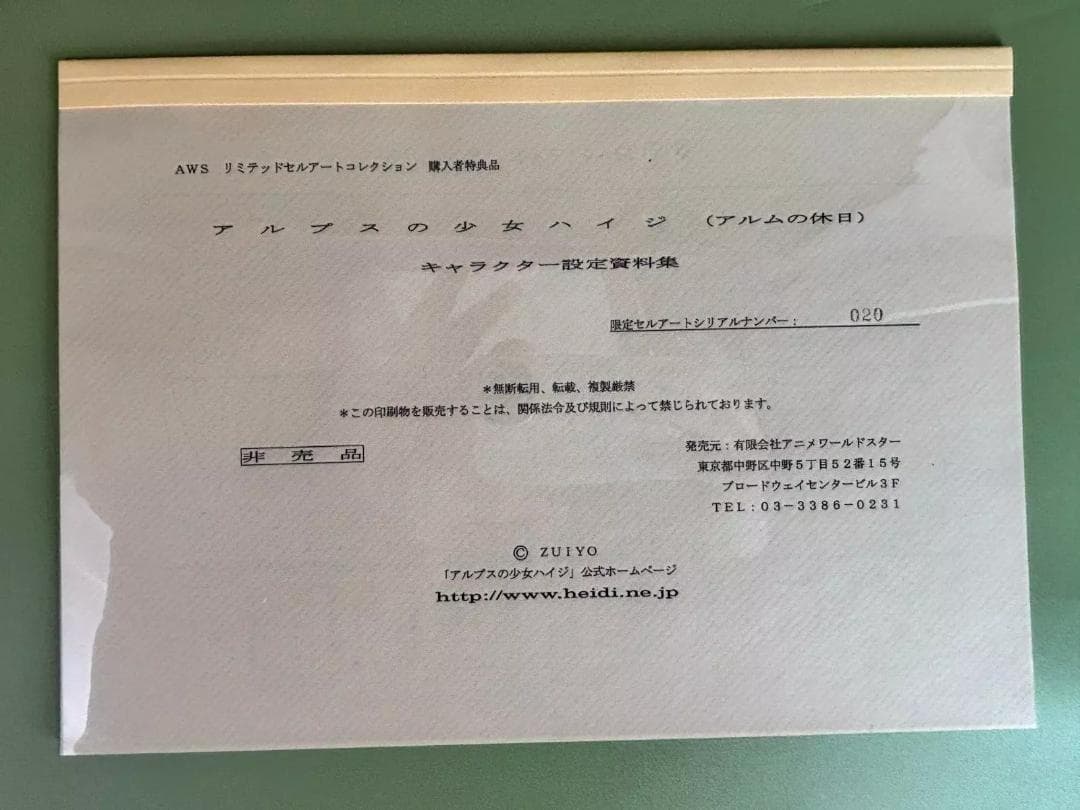 AWS リミテッドセルアートコレクション 購入者特典品
アルプスの少女ハイジ (アルムの休日)
キャラクター設定資料集
限定セルアートシリアルナンバー: 020
*無断転用、転載、複製厳禁
*この印刷物を販売することは、関係法令及び規則によって禁じられております。
非売品
発売元:有限会社アニメワールドスター
東京都中野区中野5丁目52番15号
ブロードウェイセンタービル3F
TEL:03-3386-0231
© ZUIYO
「アルプスの少女ハイジ」公式ホームページ
http://www.heidi.ne.jp